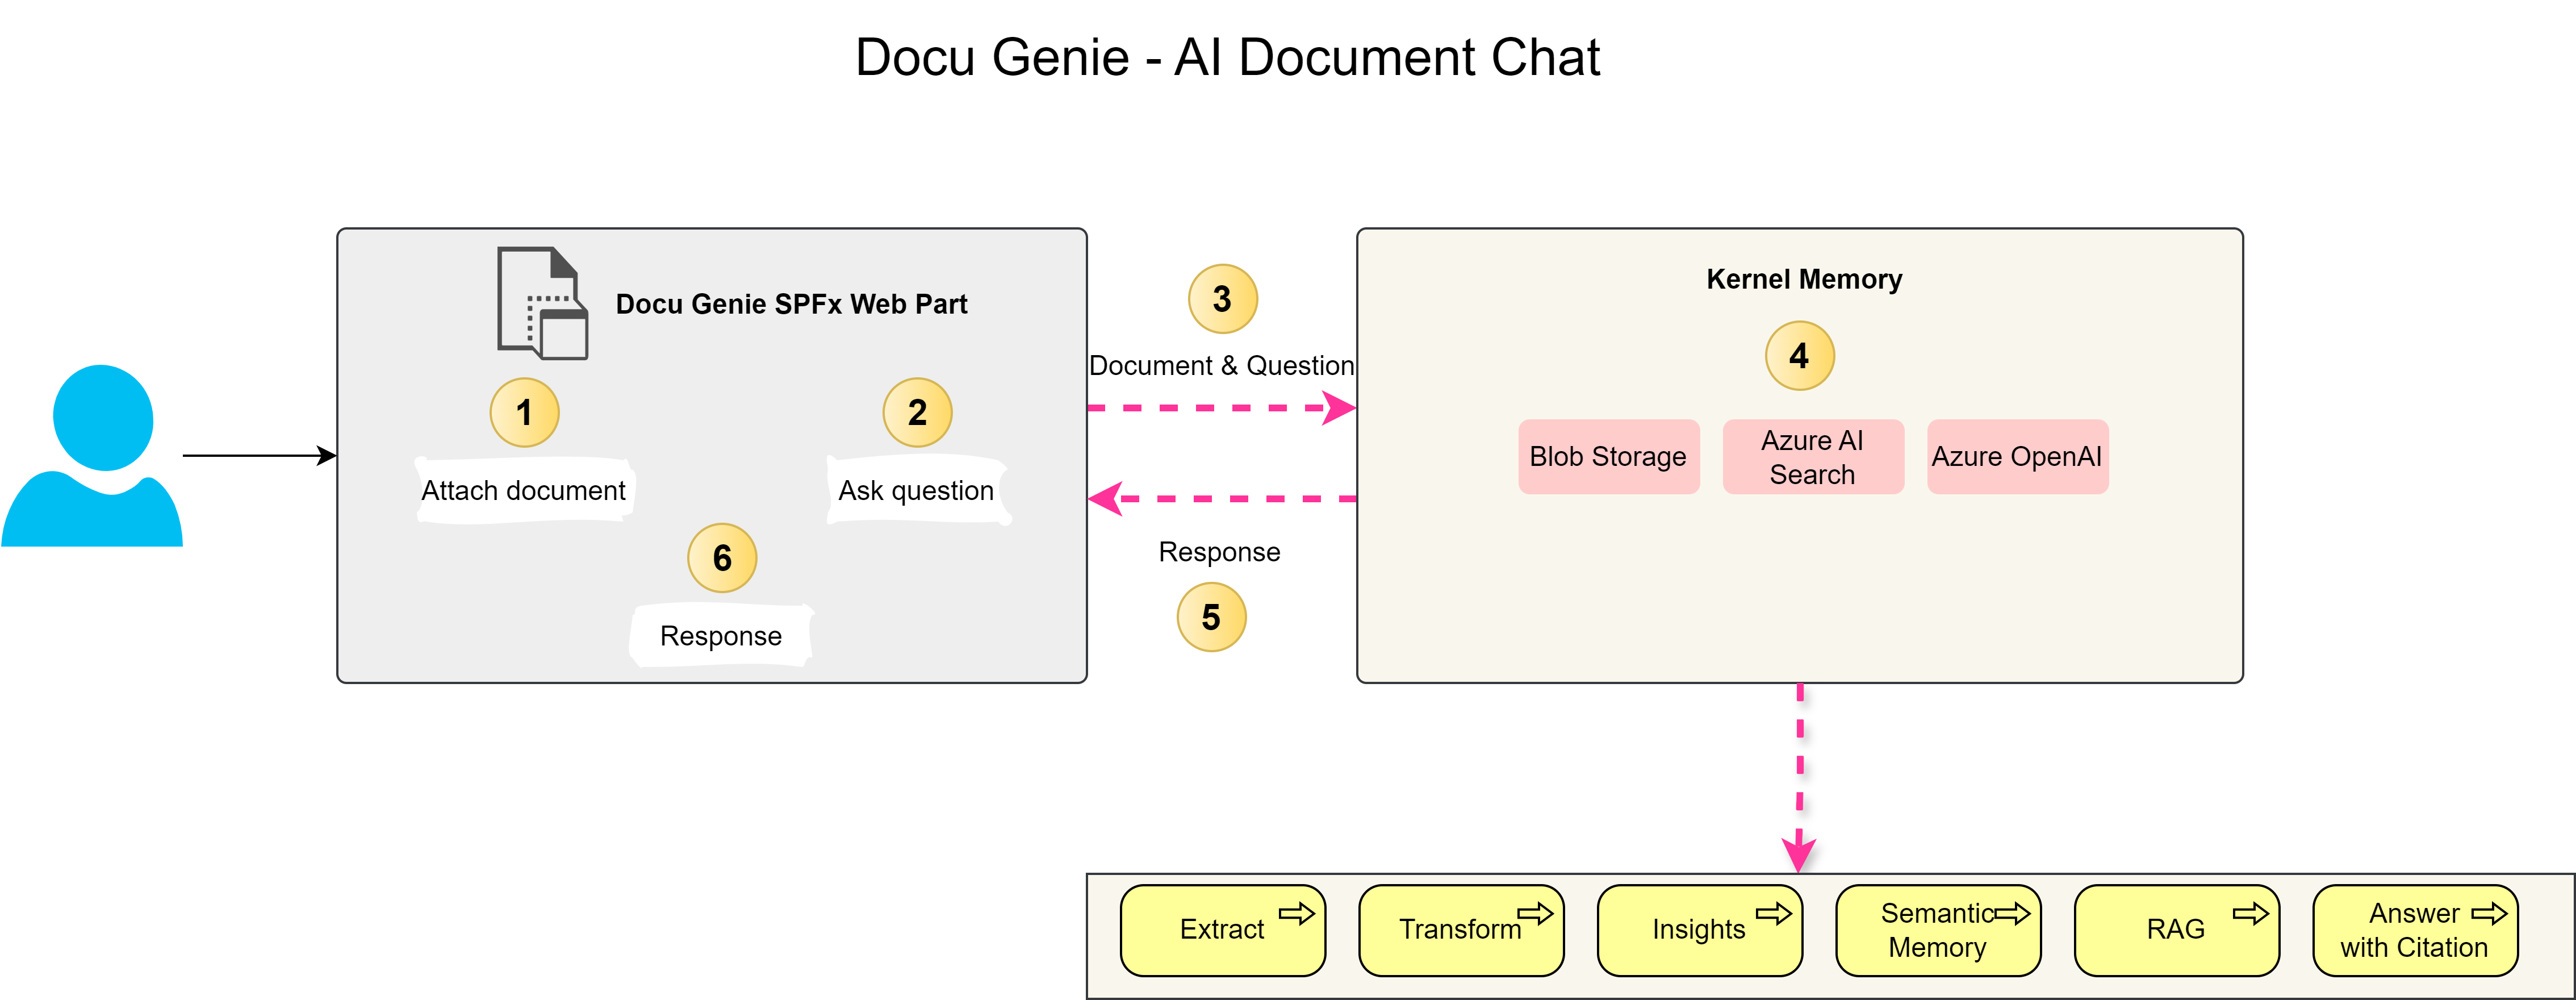 Docu Genie - AI Document Chat
Docu Genie SPFx Web Part
1
Attach document
2
Ask question
6
Response
3
Document & Question
Response
5
Kernel Memory
4
Blob Storage
Azure AI
Search
Azure OpenAI
Extract
Transform
Insights
Semantic
Memory
RAG
Answer
with Citation